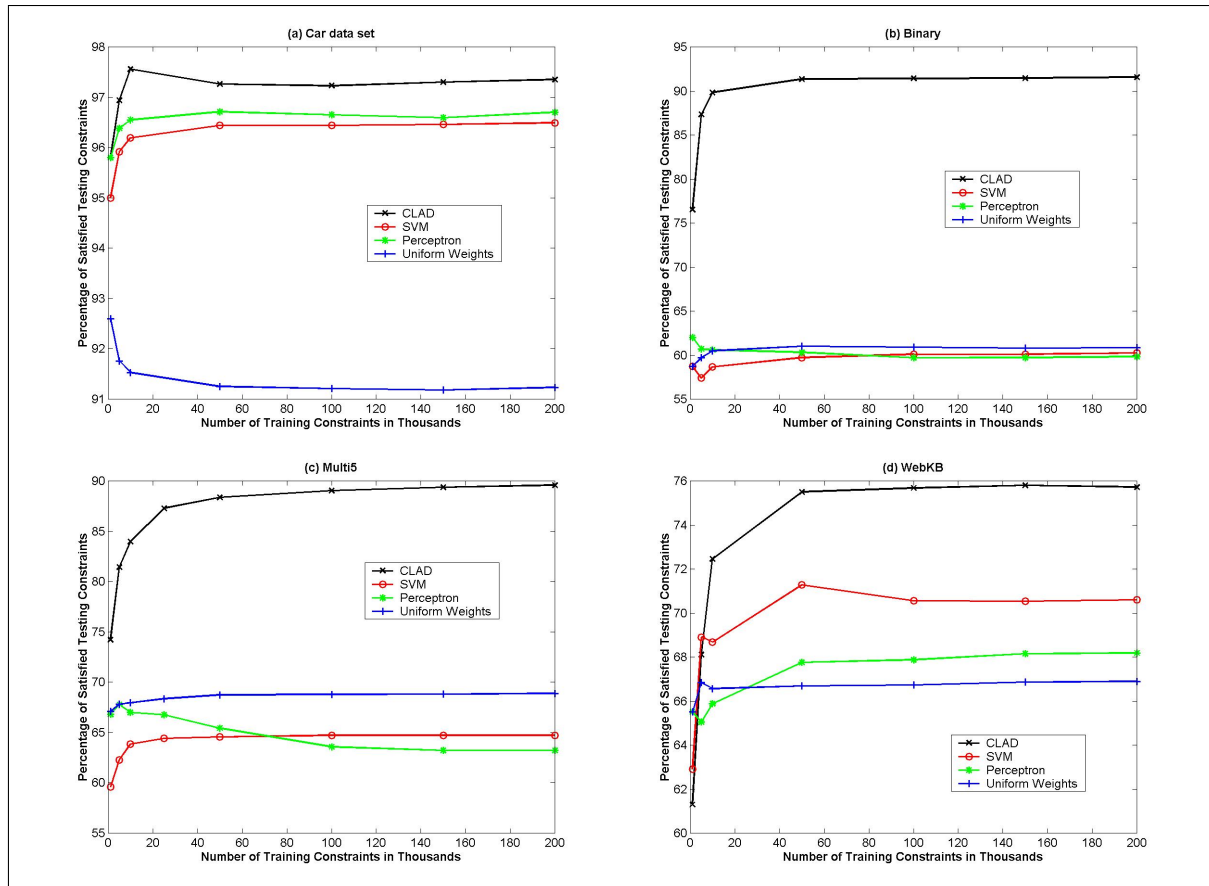 (a) Car data set
98
97
96
95
94
93
92
91
0 20 40 60 80 100 120 140 160 180 200
Percentage of Satisfied Testing Constraints
Number of Training Constraints in Thousands
CLAD
SVM
Perceptron
Uniform Weights
(b) Binary
95
90
85
80
75
70
65
60
55
0 20 40 60 80 100 120 140 160 180 200
Percentage of Satisfied Testing Constraints
Number of Training Constraints in Thousands
CLAD
SVM
Perceptron
Uniform Weights
(c) Multi5
90
85
80
75
70
65
60
55
0 20 40 60 80 100 120 140 160 180 200
Percentage of Satisfied Testing Constraints
Number of Training Constraints in Thousands
CLAD
SVM
Perceptron
Uniform Weights
(d) WebKB
76
74
72
70
68
66
64
62
60
0 20 40 60 80 100 120 140 160 180 200
Percentage of Satisfied Testing Constraints
Number of Training Constraints in Thousands
CLAD
SVM
Perceptron
Uniform Weights